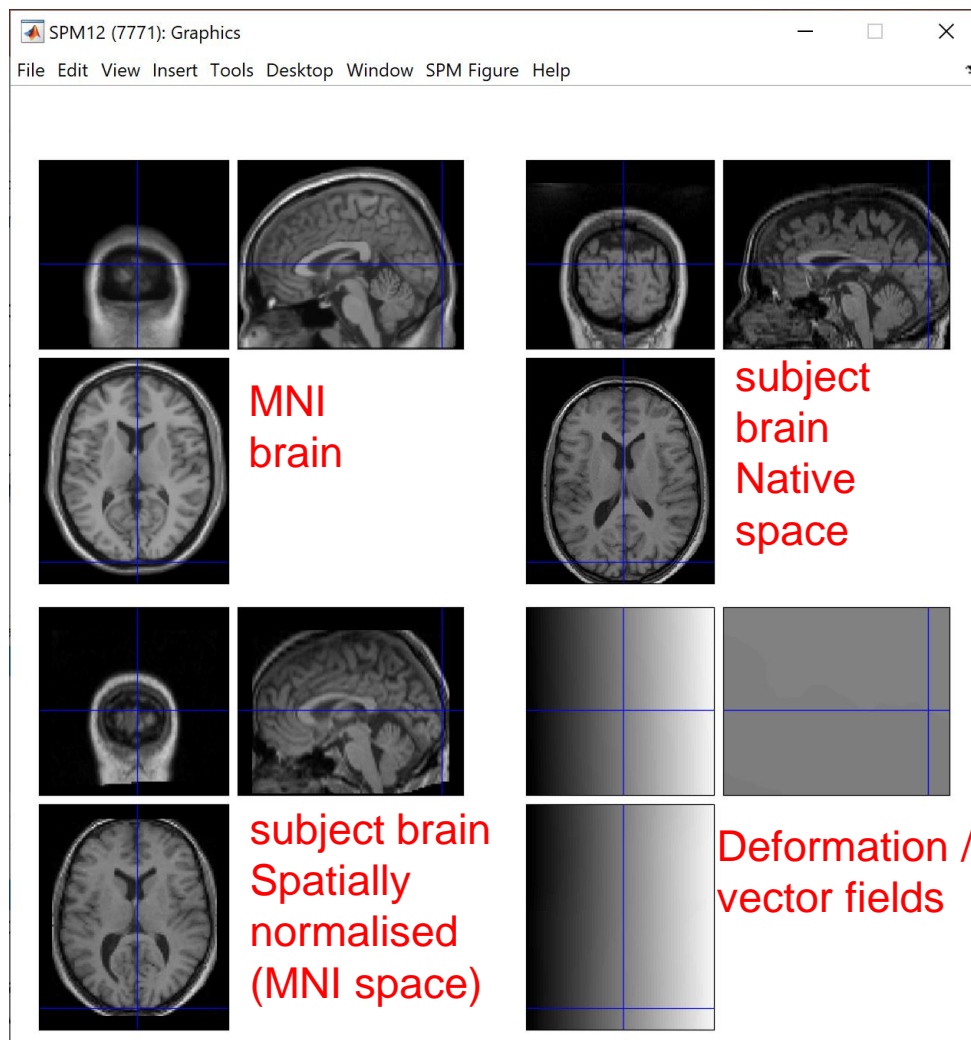 SPM12 (7771): Graphics
File Edit View Insert Tools Desktop Window SPM Figure Help
MNI
brain
subject
brain
Native
space
subject brain
Spatially
normalised
(MNI space)
Deformation /
vector fields